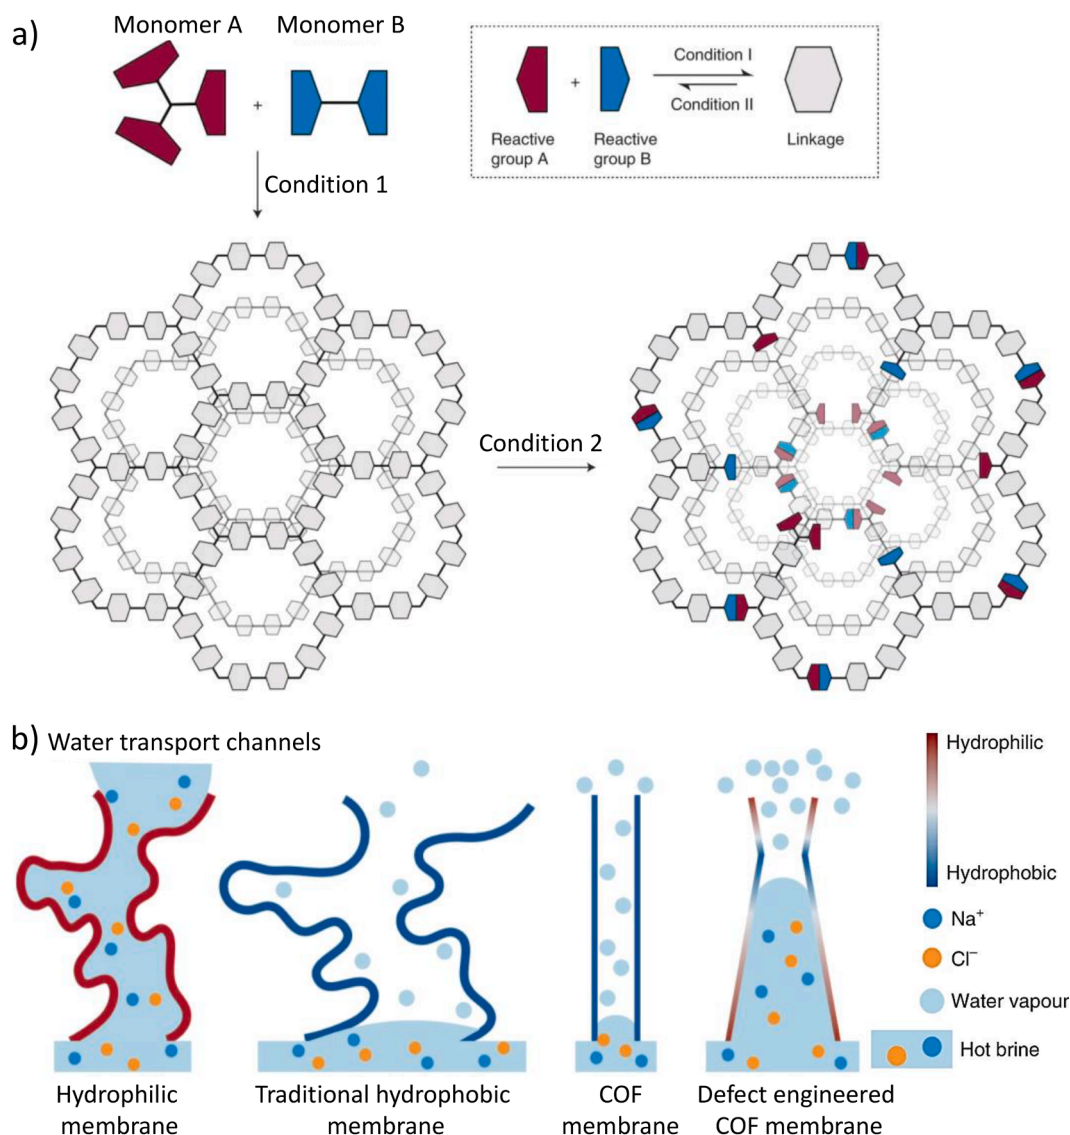 a)
Monomer A
Monomer B
+
Condition 1
+
Condition I
Condition II
Reactive
group A
Reactive
group B
Linkage
Condition 2
b)
Water transport channels
Hydrophilic
Hydrophobic
Na⁺
Cl⁻
Water vapour
Hot brine
Hydrophilic
membrane
Traditional hydrophobic
membrane
COF
membrane
Defect engineered
COF membrane